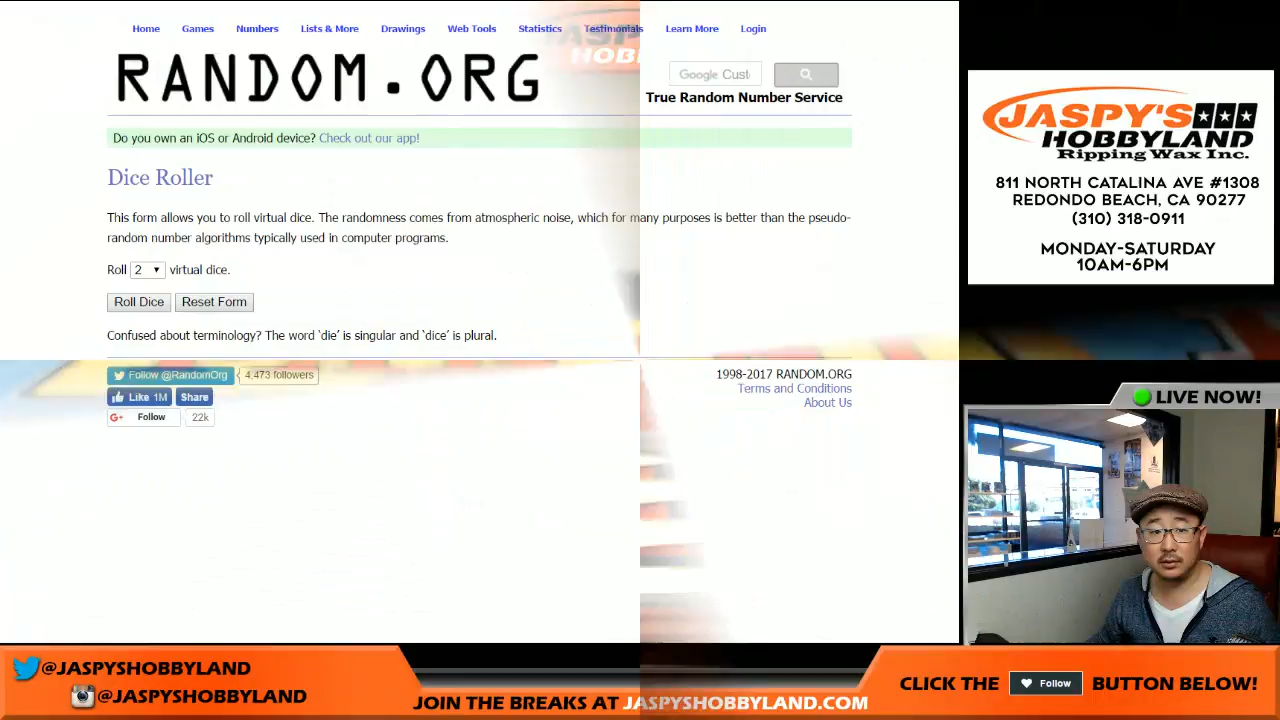 Home Games Numbers Lists & More Drawings Web Tools Statistics Testimonials Learn More Login
RANDOM.ORG
Google Cust
True Random Number Service
Do you own an iOS or Android device? Check out our app!
Dice Roller
This form allows you to roll virtual dice. The randomness comes from atmospheric noise, which for many purposes is better than the pseudo-
random number algorithms typically used in computer programs.
Roll 2 virtual dice.
Roll Dice Reset Form
Confused about terminology? The word 'die' is singular and 'dice' is plural.
Follow @RandomOrg 4,473 followers
Like 1M Share
G+ Follow 22k
1998-2017 RANDOM.ORG
Terms and Conditions
About Us
JASPY'S
HOBBYLAND
Ripping Wax Inc.
811 NORTH CATALINA AVE #1308
REDONDO BEACH, CA 90277
(310) 318-0911
MONDAY-SATURDAY
10AM-6PM
LIVE NOW!
@JASPYSHOBBYLAND
@JASPYSHOBBYLAND
JOIN THE BREAKS AT JASPYSHOBBYLAND.COM
CLICK THE Follow BUTTON BELOW!